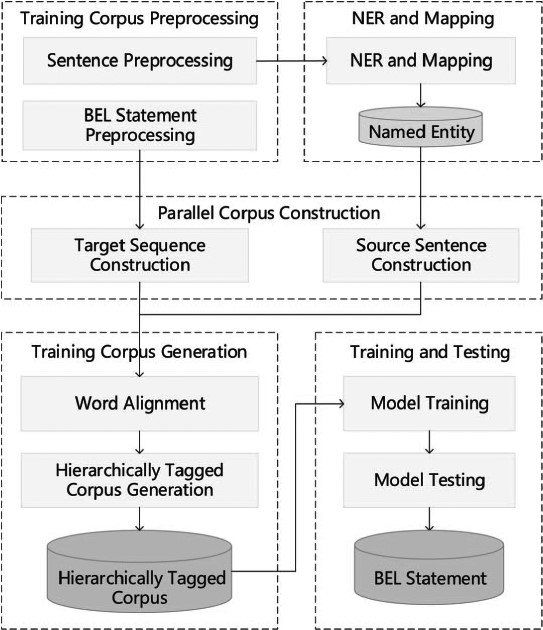 Training Corpus Preprocessing
Sentence Preprocessing
BEL Statement
Preprocessing
NER and Mapping
NER and Mapping
Named Entity
Parallel Corpus Construction
Target Sequence
Construction
Source Sentence
Construction
Training Corpus Generation
Word Alignment
Hierarchically Tagged
Corpus Generation
Hierarchically Tagged
Corpus
Training and Testing
Model Training
Model Testing
BEL Statement